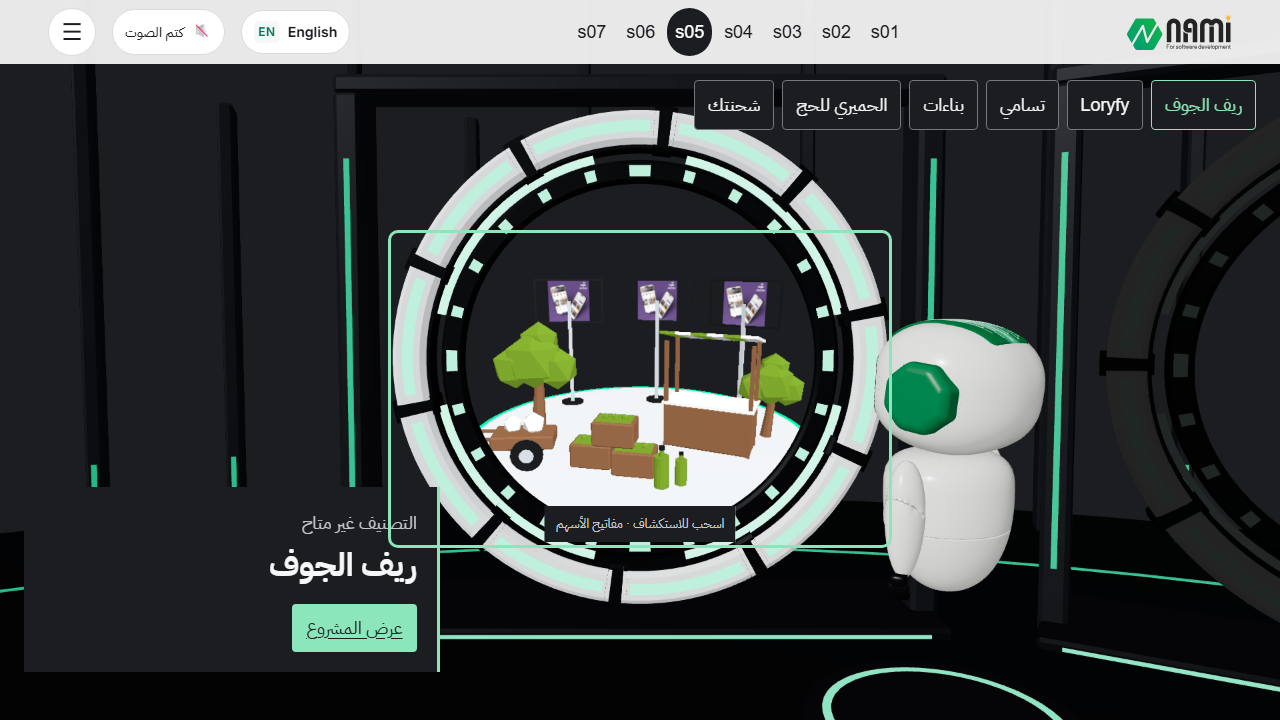 NAMI
For software development
s01 s02 s03 s04 s05 s06 s07
English EN
كتم الصوت
ريف الجوف
Loryfy
تسامي
بناءات
الحميري للحج
شحنتك
اسحب للاستكشاف · مفاتيح الأسهم
التصنيف غير متاح
ريف الجوف
عرض المشروع